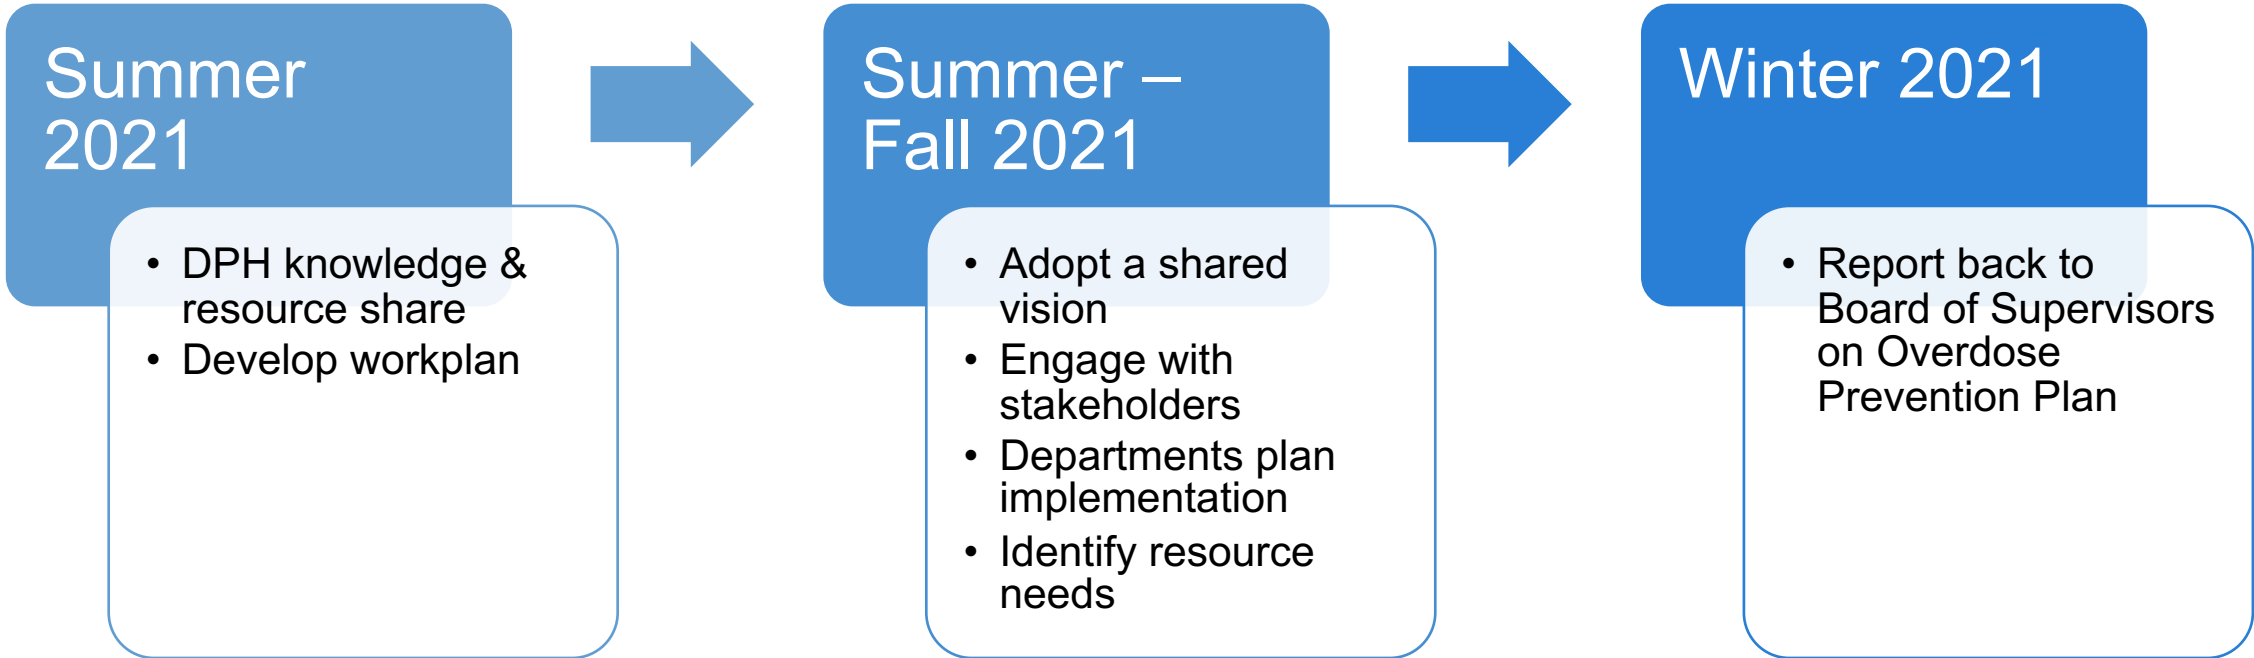 Summer
2021
• DPH knowledge &
resource share
• Develop workplan
Summer –
Fall 2021
• Adopt a shared
vision
• Engage with
stakeholders
• Departments plan
implementation
• Identify resource
needs
Winter 2021
• Report back to
Board of Supervisors
on Overdose
Prevention Plan